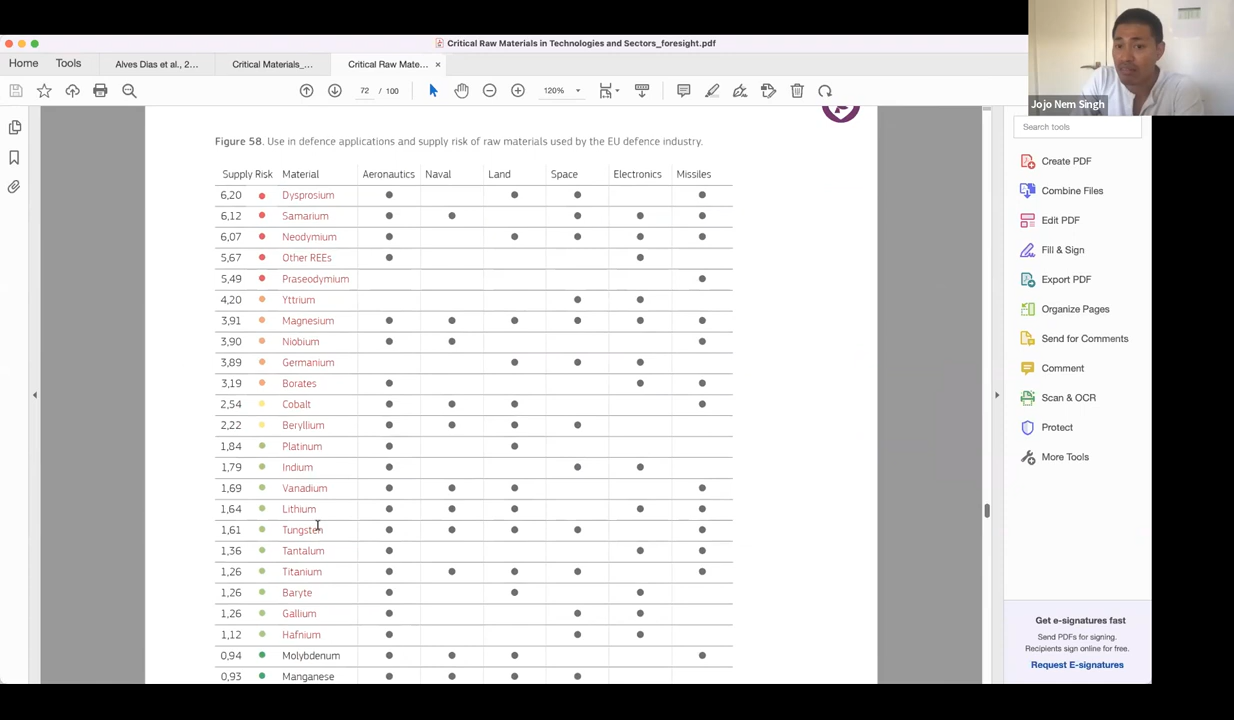 Critical Raw Materials in Technologies and Sectors_foresight.pdf
Home Tools Alves Dias et al., 2... Critical Materials_... Critical Raw Mate... ×
72 / 100 120%
Jojo Nem Singh
Figure 58. Use in defence applications and supply risk of raw materials used by the EU defence industry.
Supply Risk Material Aeronautics Naval Land Space Electronics Missiles
6,20 Dysprosium
6,12 Samarium
6,07 Neodymium
5,67 Other REEs
5,49 Praseodymium
4,20 Yttrium
3,91 Magnesium
3,90 Niobium
3,89 Germanium
3,19 Borates
2,54 Cobalt
2,22 Beryllium
1,84 Platinum
1,79 Indium
1,69 Vanadium
1,64 Lithium
1,61 Tungsten
1,36 Tantalum
1,26 Titanium
1,26 Baryte
1,26 Gallium
1,12 Hafnium
0,94 Molybdenum
0,93 Manganese
Search tools
Create PDF
Combine Files
Edit PDF
Fill & Sign
Export PDF
Organize Pages
Send for Comments
Comment
Scan & OCR
Protect
More Tools
Get e-signatures fast
Send PDFs for signing.
Recipients sign online for free.
Request E-signatures